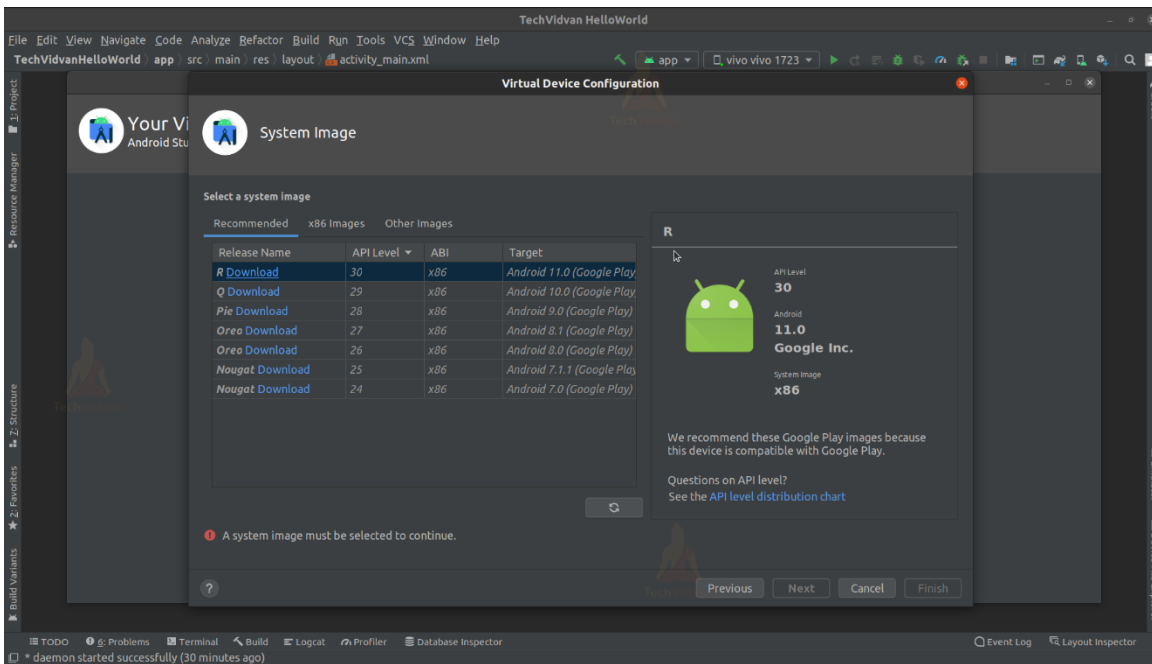 TechVidvan HelloWorld
File Edit View Navigate Code Analyze Refactor Build Run Tools VCS Window Help
TechVidvanHelloWorld app src main res layout activity_main.xml app vivo vivo 1723
Virtual Device Configuration
1: Project
Resource Manager
Your Vi
Android Stu
System Image
Select a system image
Recommended x86 Images Other Images
Release Name API Level ABI Target
R Download 30 x86 Android 11.0 (Google Play
Q Download 29 x86 Android 10.0 (Google Play
Pie Download 28 x86 Android 9.0 (Google Play)
Oreo Download 27 x86 Android 8.1 (Google Play)
Oreo Download 26 x86 Android 8.0 (Google Play)
Nougat Download 25 x86 Android 7.1.1 (Google Play
Nougat Download 24 x86 Android 7.0 (Google Play)
R
API Level
30
Android
11.0
Google Inc.
System Image
x86
We recommend these Google Play images because
this device is compatible with Google Play.
Questions on API level?
See the API level distribution chart
A system image must be selected to continue.
? Previous Next Cancel Finish
Z: Structure
2: Favorites
Build Variants
TODO 6: Problems Terminal Build Logcat Profiler Database Inspector Event Log Layout Inspector
* daemon started successfully (30 minutes ago)